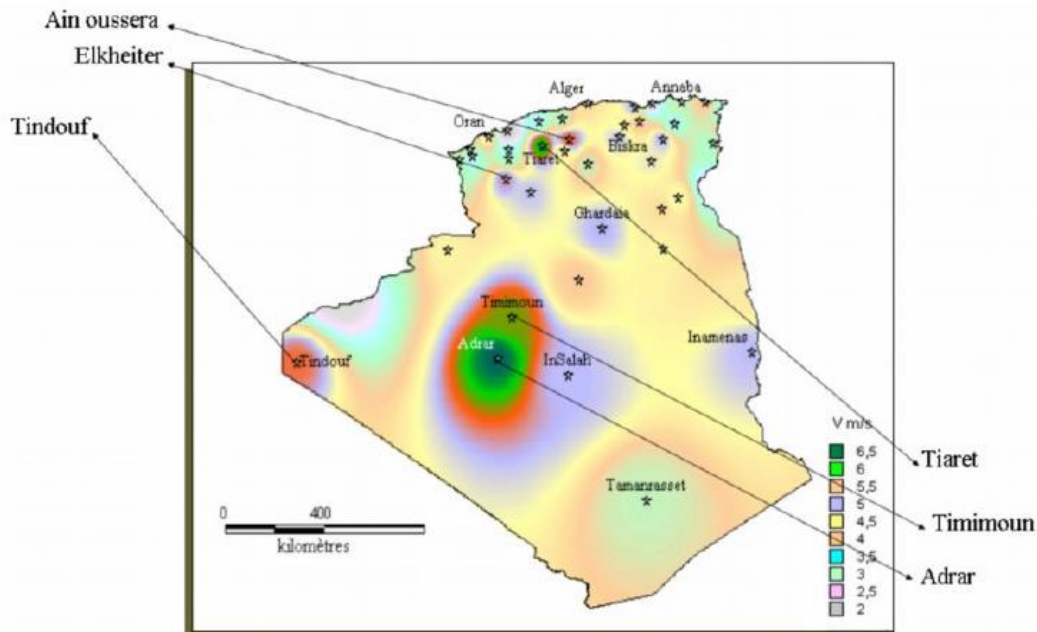 Ain oussera
Elkheiter
Tindouf
Alger
Annaba
Oran
Tiaret
Biskra
Ghardaia
Timimoun
Adrar
InSalah
Inamenas
Tindouf
Tamanrasset
V m/s
6,5
6
5,5
5
4,5
4
3,5
3
2,5
2
0 400
kilomètres
Tiaret
Timimoun
Adrar